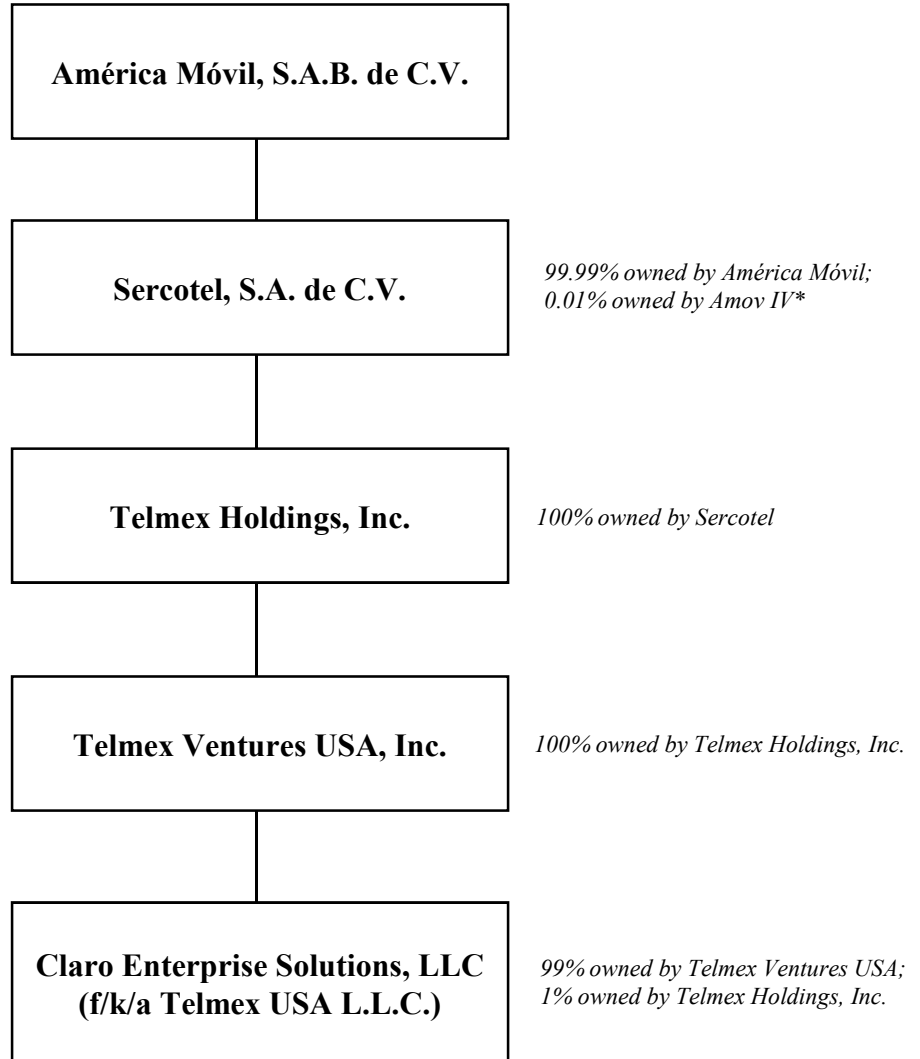 América Móvil, S.A.B. de C.V.
Sercotel, S.A. de C.V.
99.99% owned by América Móvil;
0.01% owned by Amov IV*
Telmex Holdings, Inc.
100% owned by Sercotel
Telmex Ventures USA, Inc.
100% owned by Telmex Holdings, Inc.
Claro Enterprise Solutions, LLC
(f/k/a Telmex USA L.L.C.)
99% owned by Telmex Ventures USA;
1% owned by Telmex Holdings, Inc.